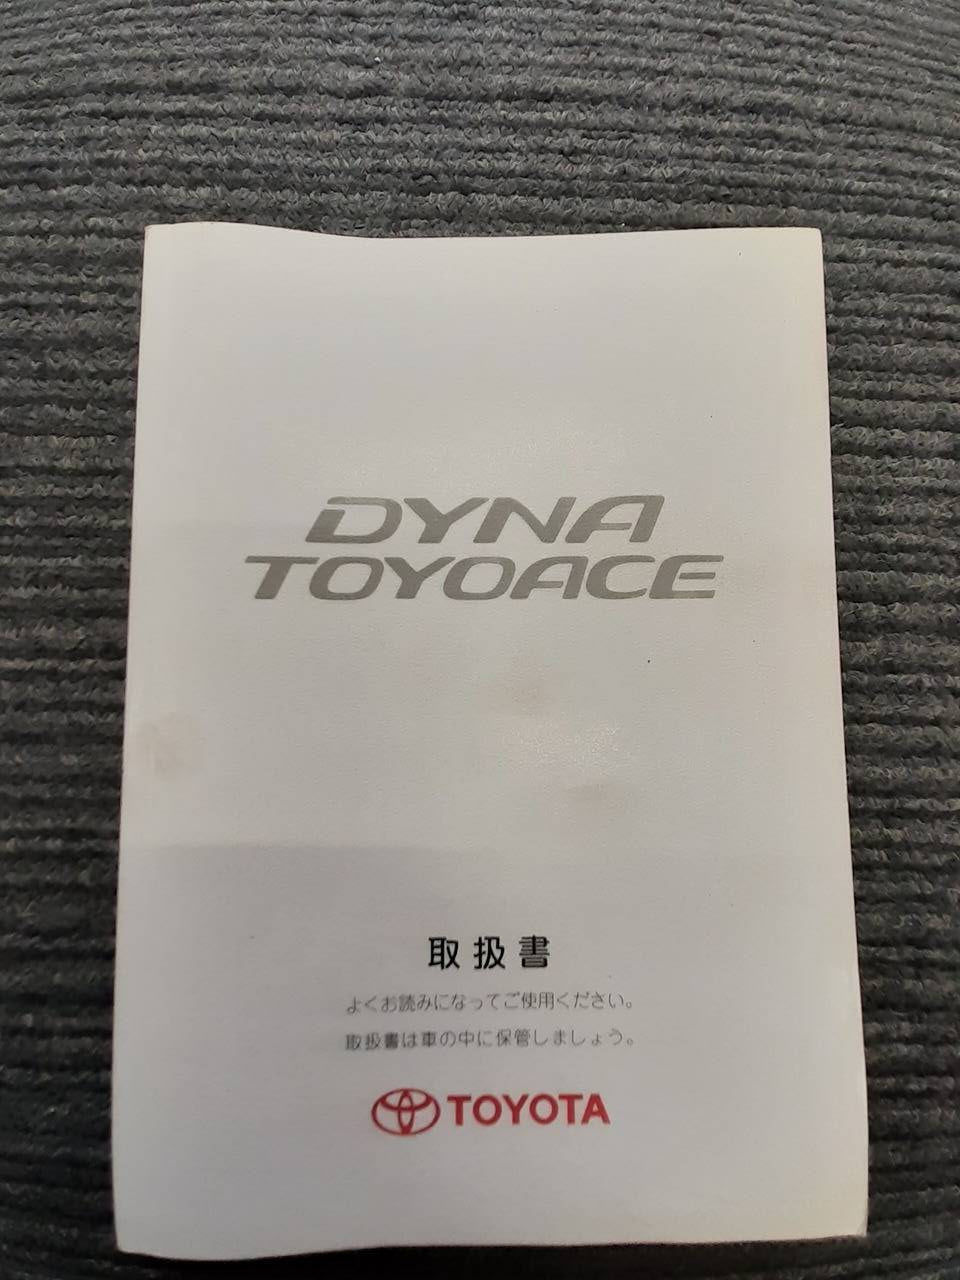 DYNA
TOYOACE
取扱書
よくお読みになってご使用ください。
取扱書は車の中に保管しましょう。
TOYOTA